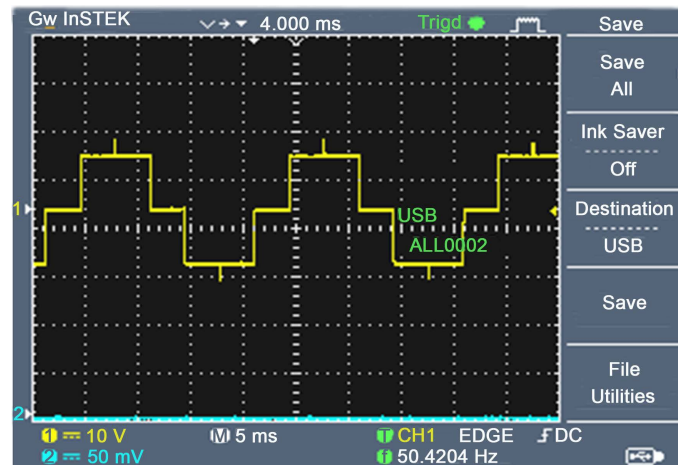 GW INSTEK 4.000 ms Trigd Save
Save
All
Ink Saver
Off
1
USB
Destination
ALL0002
USB
Save
File
Utilities
2
1 10 V M 5 ms T CH1 EDGE DC
2 50 mV f 50.4204 Hz